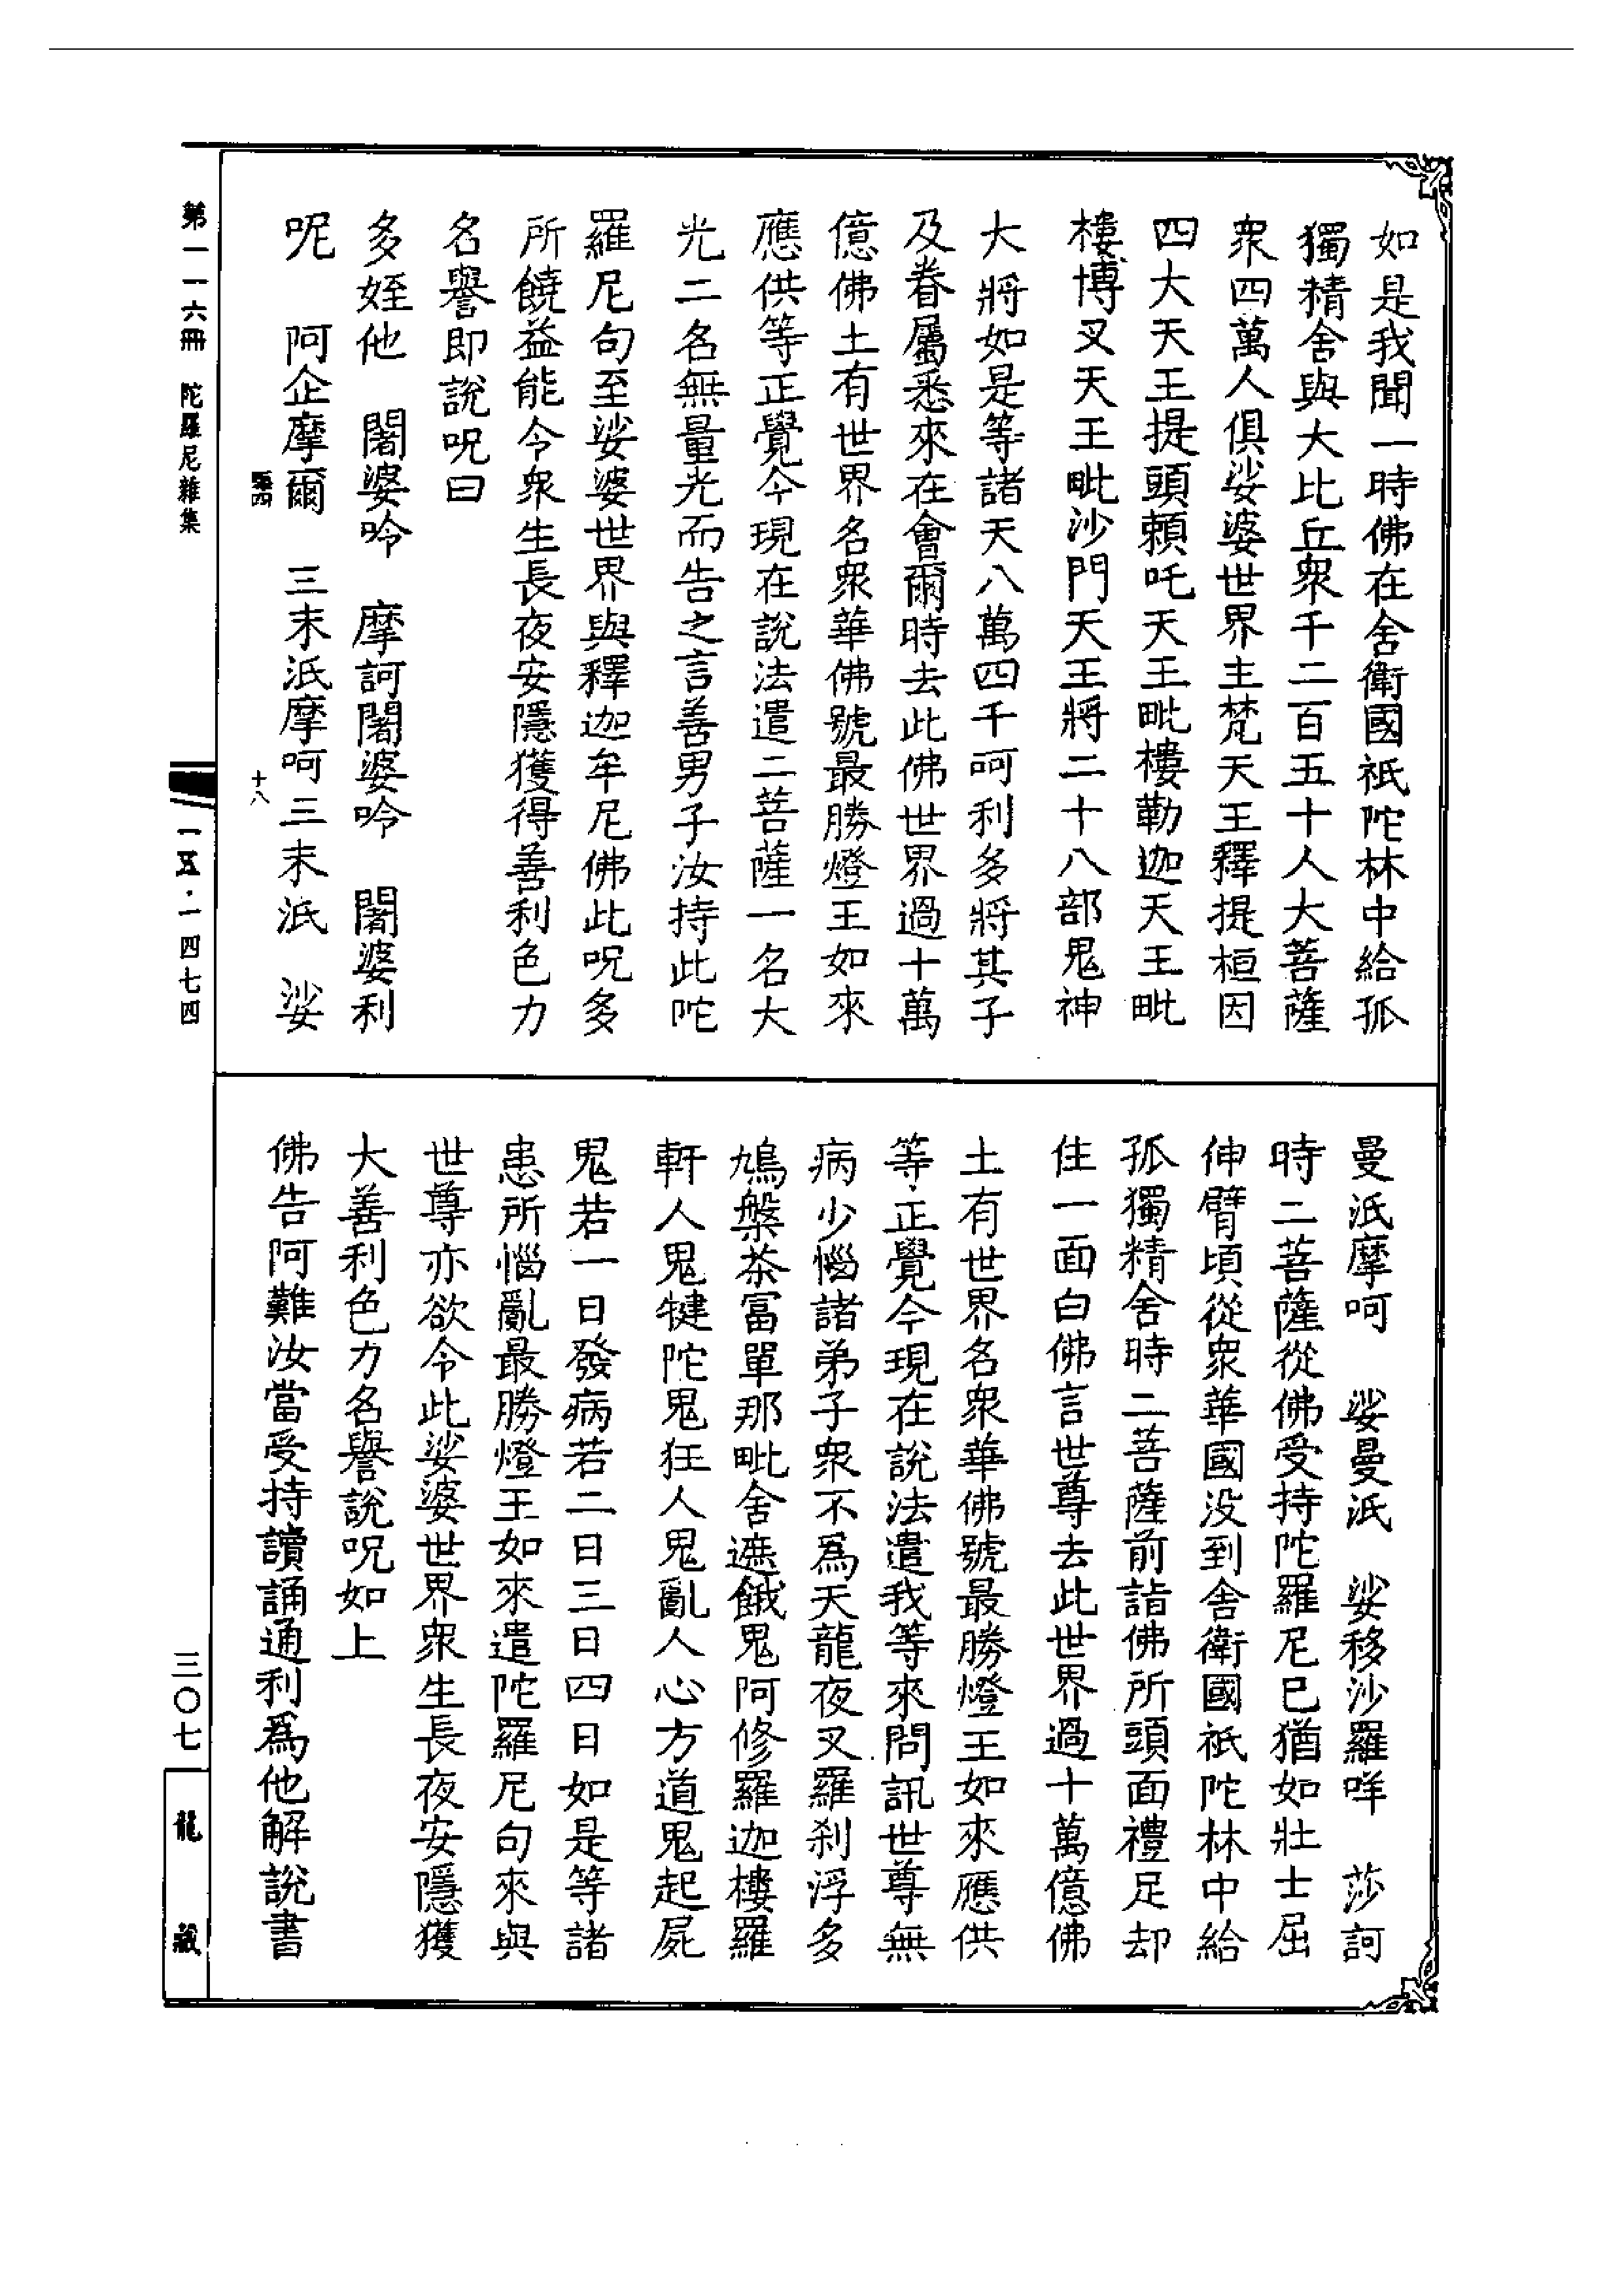 如是我聞一時佛在舍衛國祇陀林中給孤
獨精舍與大比丘衆千二百五十人大菩薩
衆四萬人俱娑婆世界主梵天王釋提桓因
四大天王提頭賴吒天王毗樓勒迦天王毗
樓博叉天王毗沙門天王將二十八部鬼神
大將如是等諸天八萬四千呵利多將其子
及眷屬悉來在會爾時去此佛世界過十萬
億佛土有世界名衆華佛號最勝燈王如來
應供等正覺今現在說法遣二菩薩一名大
光二名無量光而告之言善男子汝持此陀
羅尼句至娑婆世界與釋迦牟尼佛此呪多
所饒益能令衆生長夜安隱獲得善利色力
名譽即說呪曰
多姪他　闍婆呤　摩訶闍婆呤　闍婆利
呢　阿企摩爾　三末泜摩呵三末泜　娑
曼泜摩呵　娑曼泜　娑移沙羅咩　莎訶
時二菩薩從佛受持陀羅尼已猶如壯士屈
伸臂頃從衆華國没到舍衛國祇陀林中給
孤獨精舍時二菩薩前詣佛所頭面禮足却
住一面白佛言世尊去此世界過十萬億佛
土有世界名衆華佛號最勝燈王如來應供
等正覺今現在說法遣我等來問訊世尊無
病少惱諸弟子衆不爲天龍夜叉羅刹浮多
鳩槃茶富單那毗舍遮餓鬼阿修羅迦樓羅
軒人鬼犍陀鬼狂人鬼亂人心方道鬼起屍
鬼若一日發病若二日三日四日如是等諸
患所惱亂最勝燈王如來遣陀羅尼句來與
世尊亦欲令此娑婆世界衆生長夜安隱獲
大善利色力名譽說呪如上
佛告阿難汝當受持讀誦通利爲他解說書
第一一六冊　陀羅尼雜集
十八
一五·一四七四
三〇七
龍藏